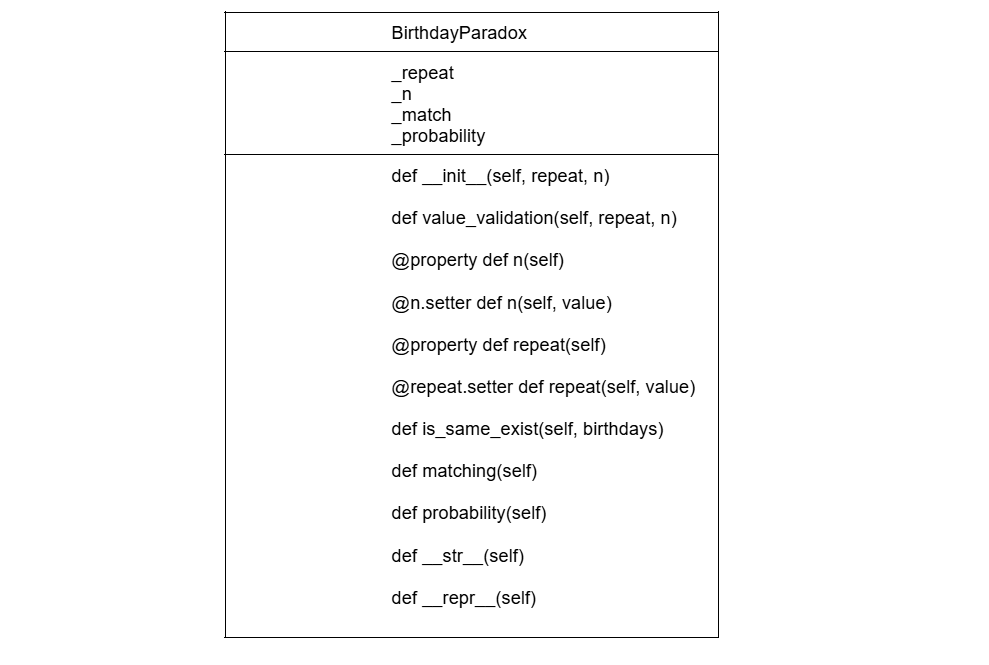 BirthdayParadox
_repeat
_n
_match
_probability
def __init__(self, repeat, n)
def value_validation(self, repeat, n)
@property def n(self)
@n.setter def n(self, value)
@property def repeat(self)
@repeat.setter def repeat(self, value)
def is_same_exist(self, birthdays)
def matching(self)
def probability(self)
def __str__(self)
def __repr__(self)